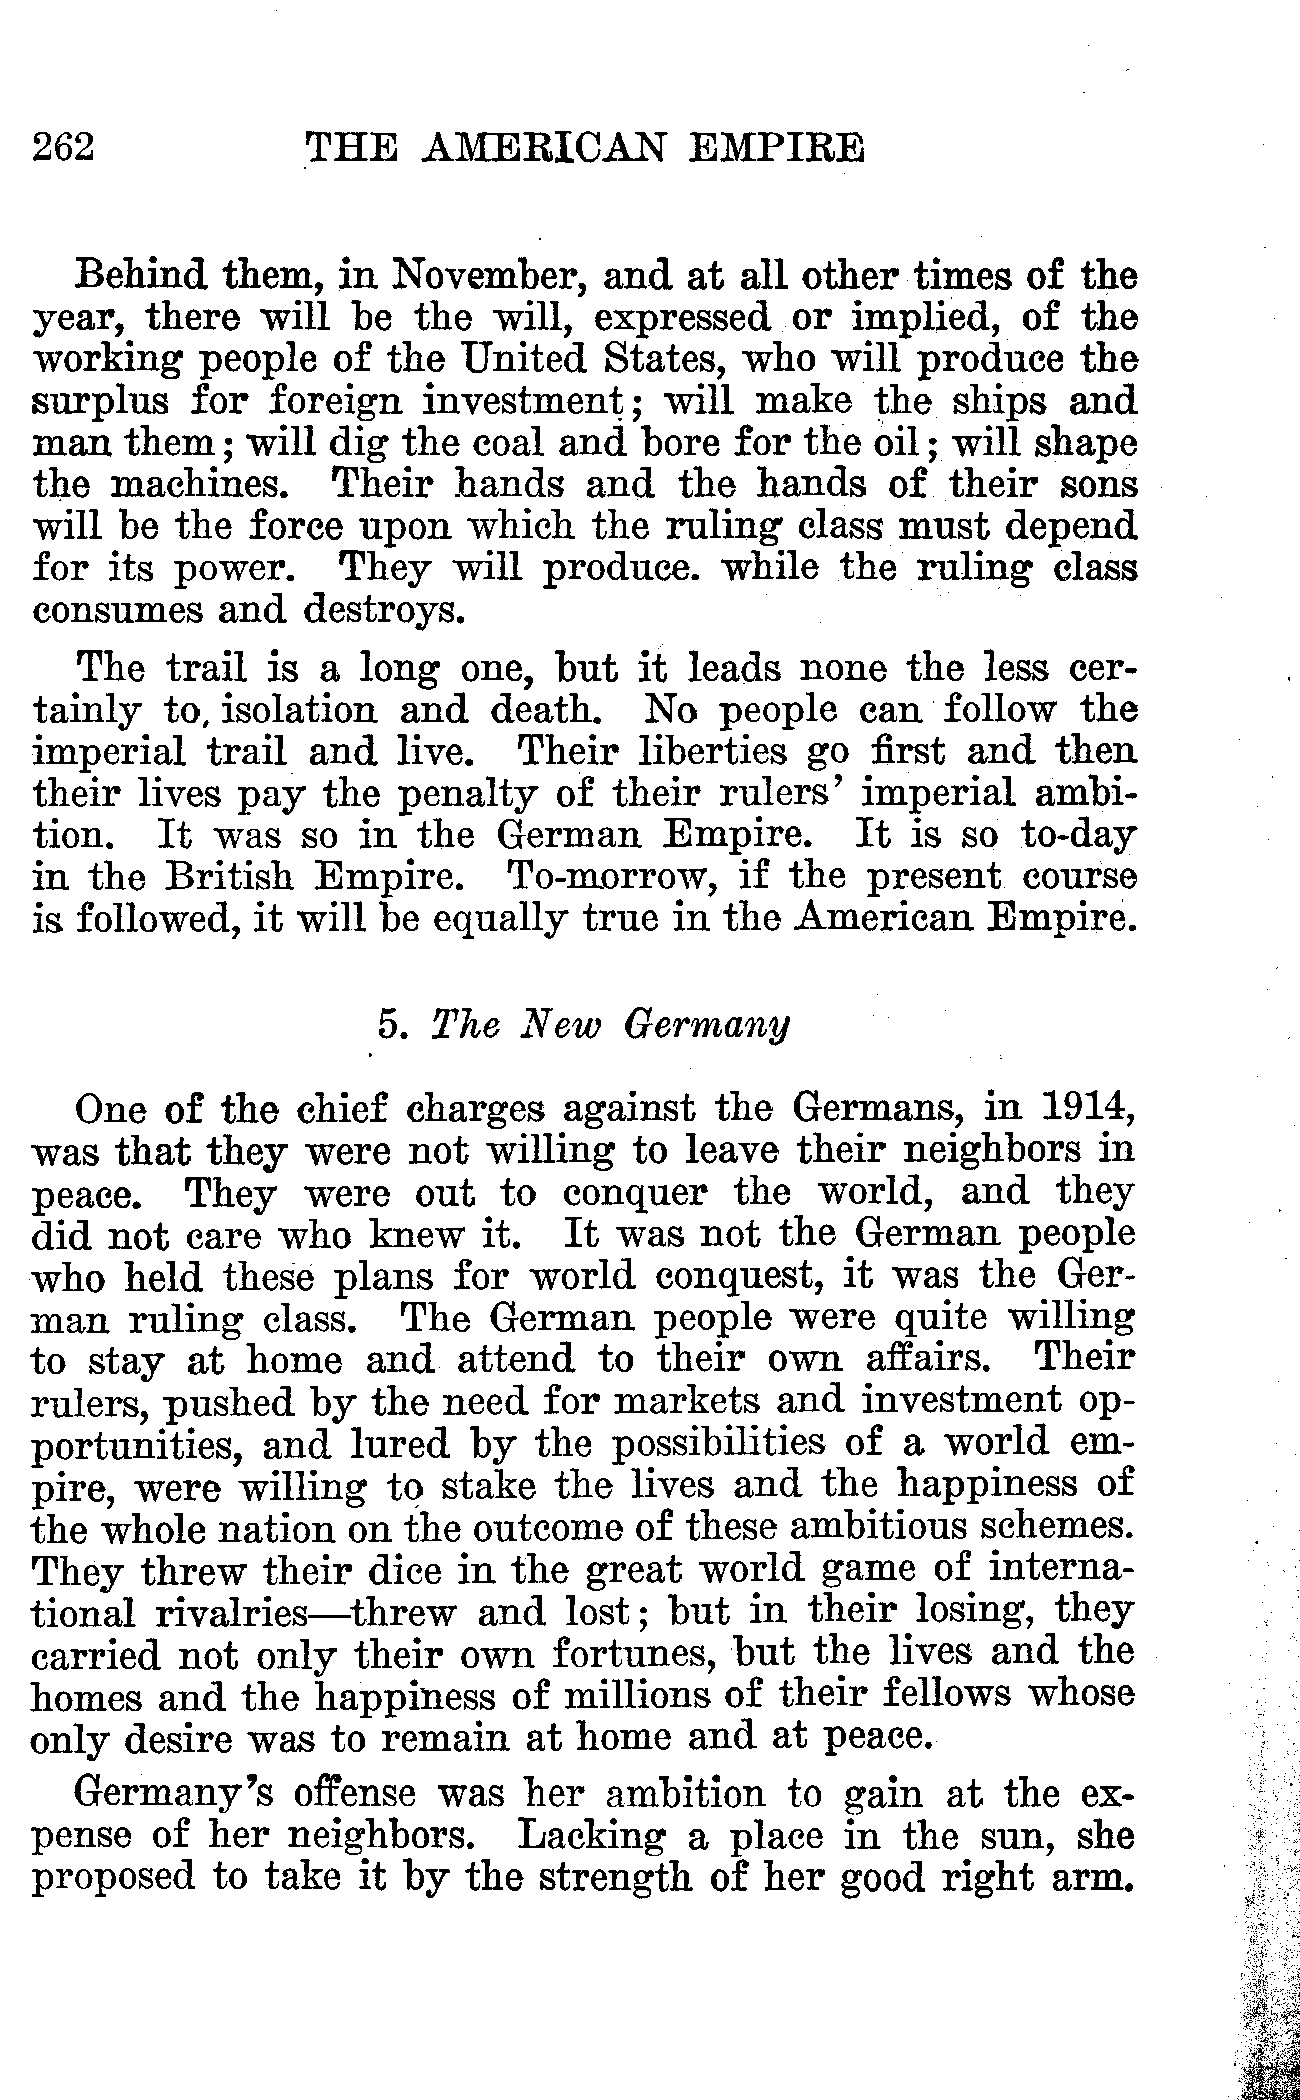 262 THE AMERICAN EMPIRE
Behind them, in November, and at all other times of the
year, there will be the will, expressed or implied, of the
working people of the United States, who will produce the
surplus for foreign investment; will make the ships and
man them; will dig the coal and bore for the oil; will shape
the machines. Their hands and the hands of their sons
will be the force upon which the ruling class must depend
for its power. They will produce. while the ruling class
consumes and destroys.
The trail is a long one, but it leads none the less cer-
tainly to, isolation and death. No people can follow the
imperial trail and live. Their liberties go first and then
their lives pay the penalty of their rulers' imperial ambi-
tion. It was so in the German Empire. It is so to-day
in the British Empire. To-morrow, if the present course
is followed, it will be equally true in the American Empire.
5. The New Germany
One of the chief charges against the Germans, in 1914,
was that they were not willing to leave their neighbors in
peace. They were out to conquer the world, and they
did not care who knew it. It was not the German people
who held these plans for world conquest, it was the Ger-
man ruling class. The German people were quite willing
to stay at home and attend to their own affairs. Their
rulers, pushed by the need for markets and investment op-
portunities, and lured by the possibilities of a world em-
pire, were willing to stake the lives and the happiness of
the whole nation on the outcome of these ambitious schemes.
They threw their dice in the great world game of interna-
tional rivalries—threw and lost; but in their losing, they
carried not only their own fortunes, but the lives and the
homes and the happiness of millions of their fellows whose
only desire was to remain at home and at peace.
Germany's offense was her ambition to gain at the ex-
pense of her neighbors. Lacking a place in the sun, she
proposed to take it by the strength of her good right arm.